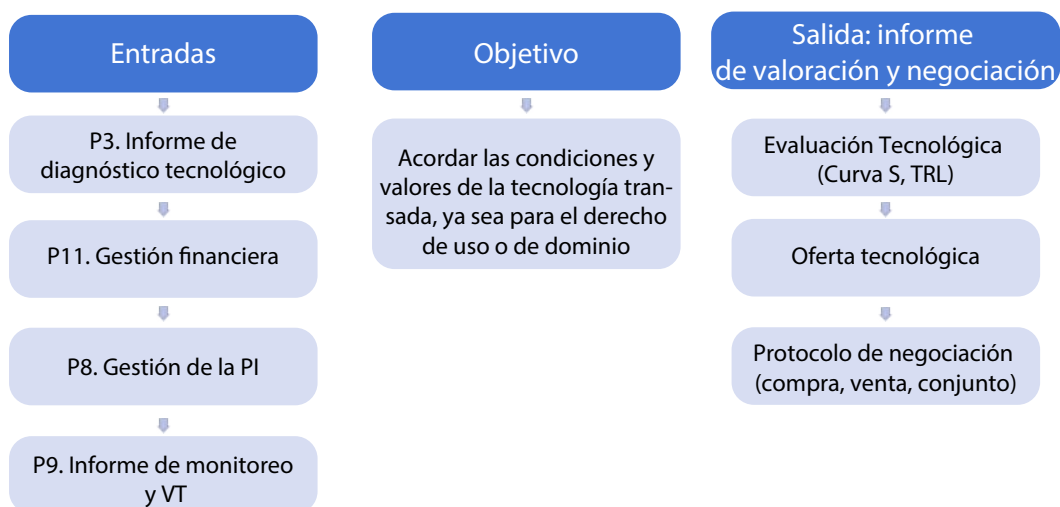 Entradas
P3. Informe de
diagnóstico tecnológico
P11. Gestión financiera
P8. Gestión de la PI
P9. Informe de monitoreo
y VT
Objetivo
Acordar las condiciones y
valores de la tecnología tran-
sada, ya sea para el derecho
de uso o de dominio
Salida: informe
de valoración y negociación
Evaluación Tecnológica
(Curva S, TRL)
Oferta tecnológica
Protocolo de negociación
(compra, venta, conjunto)